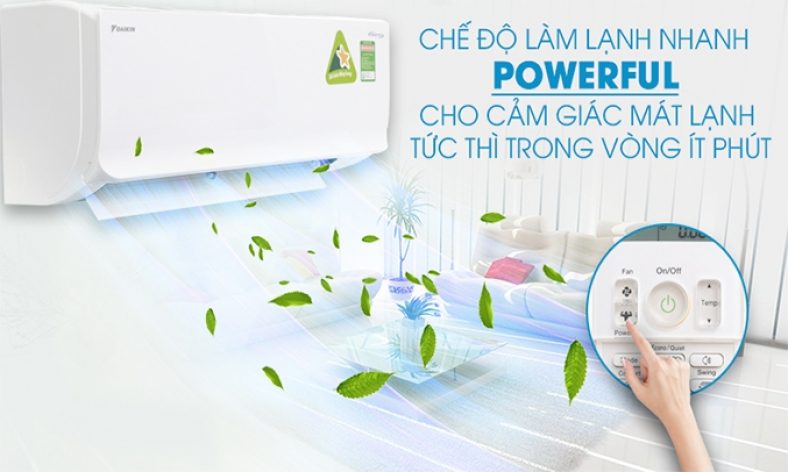 DAIKIN
CHẾ ĐỘ LÀM LẠNH NHANH
POWERFUL
CHO CẢM GIÁC MÁT LẠNH
TỨC THÌ TRONG VÒNG ÍT PHÚT
Fan
On/Off
Temp
Swing